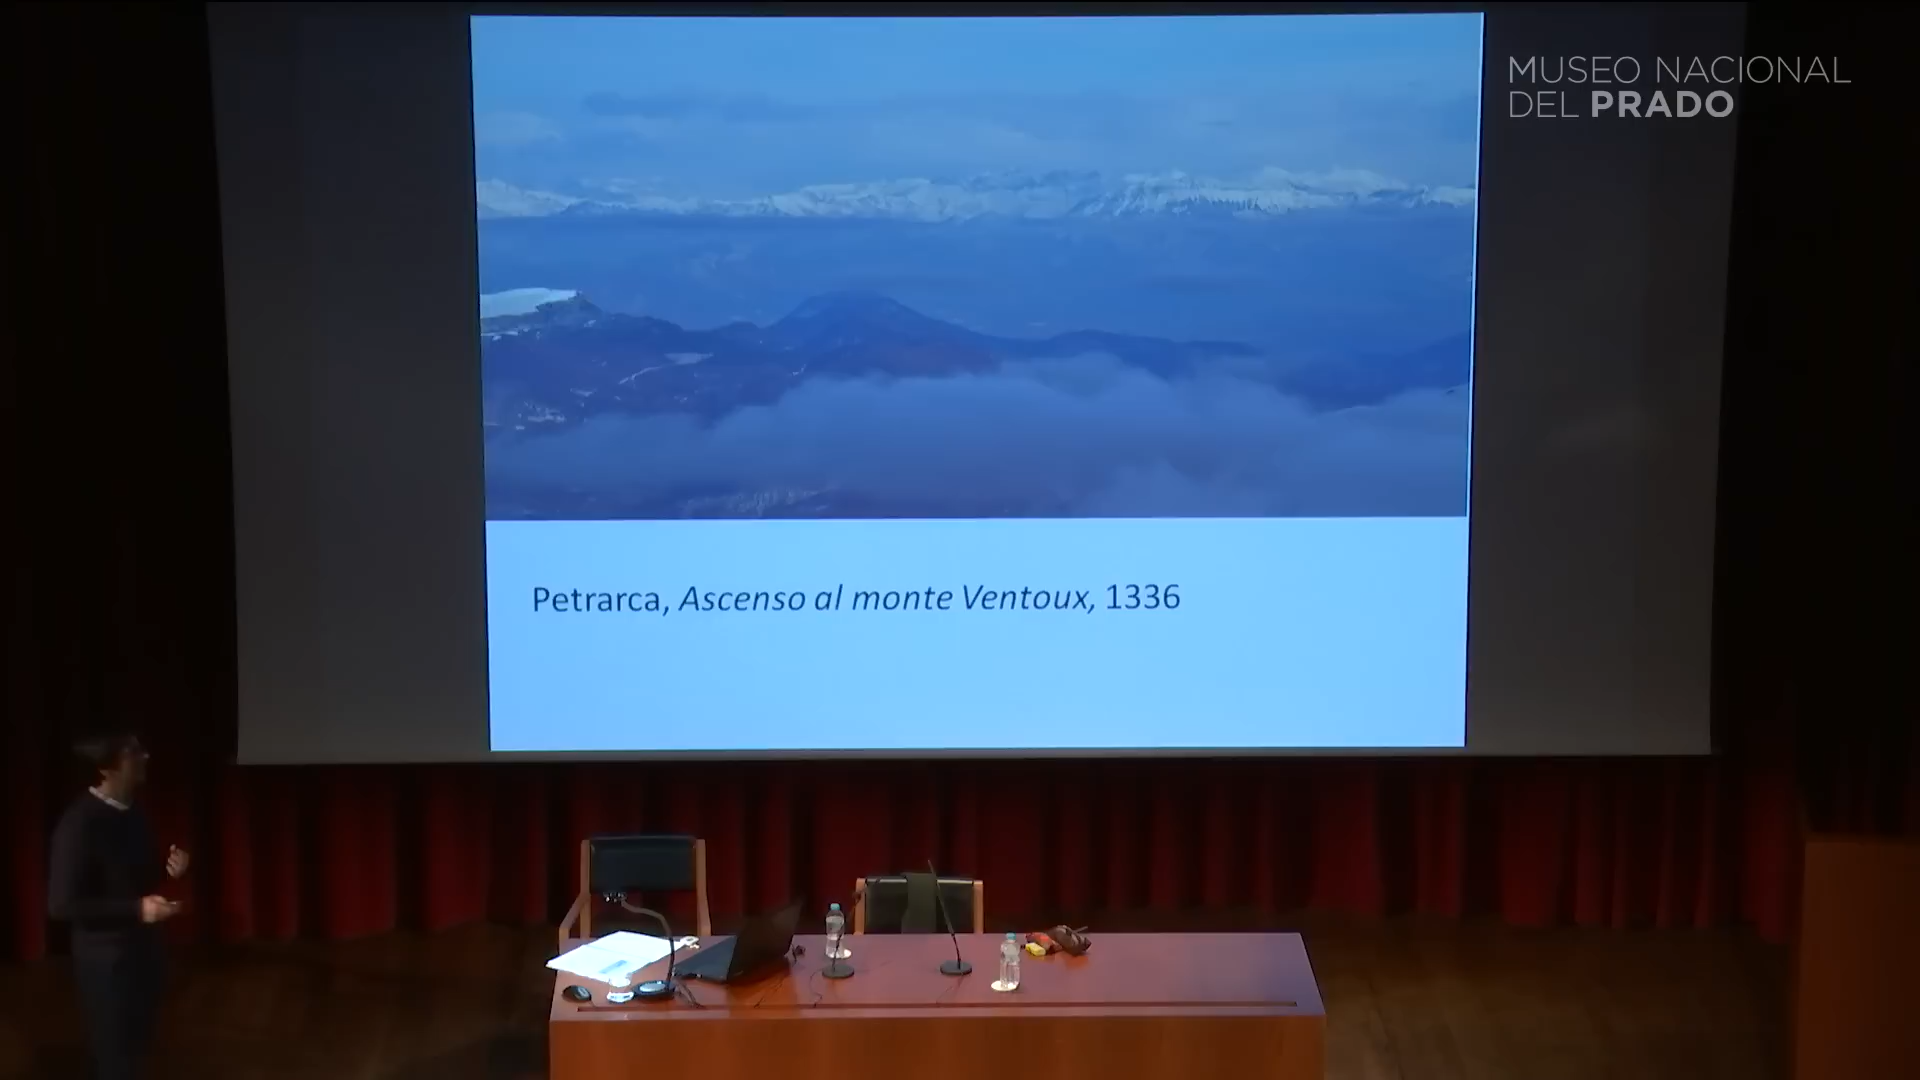 MUSEO NACIONAL
DEL PRADO
Petrarca, Ascenso al monte Ventoux, 1336